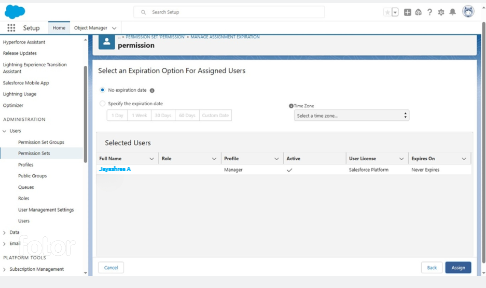 Search Setup
Setup
Home
Object Manager
Hyperforce Assistant
Release Updates
Lightning Experience Transition
Assistant
Salesforce Mobile App
Lightning Usage
Optimizer
ADMINISTRATION
Users
Permission Set Groups
Permission Sets
Profiles
Public Groups
Queues
Roles
User Management Settings
Users
Data
Email
PLATFORM TOOLS
Subscription Management
PERMISSION SET 'PERMISSION' > MANAGE ASSIGNMENT EXPIRATION
permission
Select an Expiration Option For Assigned Users
No expiration date
Specify the expiration date
1 Day
1 Week
30 Days
60 Days
Custom Date
Time Zone
Select a time zone...
Selected Users
Full Name
Role
Profile
Active
User License
Expires On
Jayashree A
Manager
Salesforce Platform
Never Expires
Cancel
Back
Assign
fotor